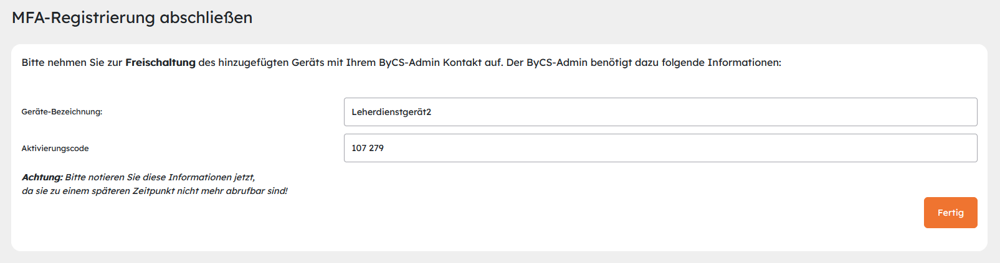 MFA-Registrierung abschließen
Bitte nehmen Sie zur Freischaltung des hinzugefügten Geräts mit Ihrem ByCS-Admin Kontakt auf. Der ByCS-Admin benötigt dazu folgende Informationen:
Geräte-Bezeichnung:
Leherdienstgerät2
Aktivierungscode
107 279
Achtung: Bitte notieren Sie diese Informationen jetzt,
da sie zu einem späteren Zeitpunkt nicht mehr abrufbar sind!
Fertig